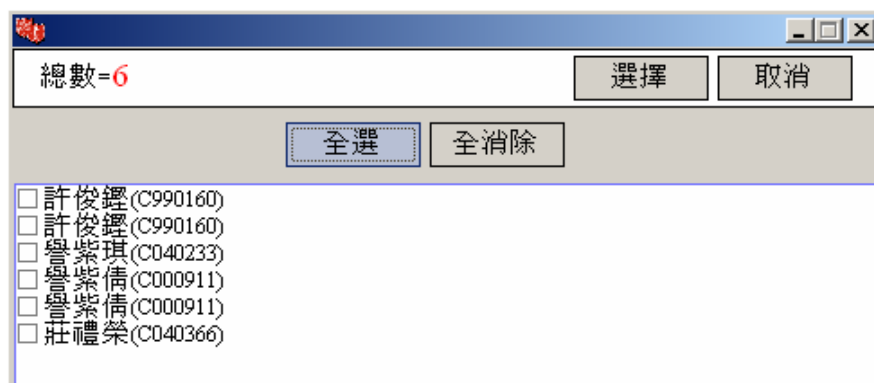 總數=6 選擇 取消
全選 全消除
許俊鏗(C990160)
許俊鏗(C990160)
譽紫琪(C040233)
譽紫倩(C000911)
譽紫倩(C000911)
莊禮榮(C040366)